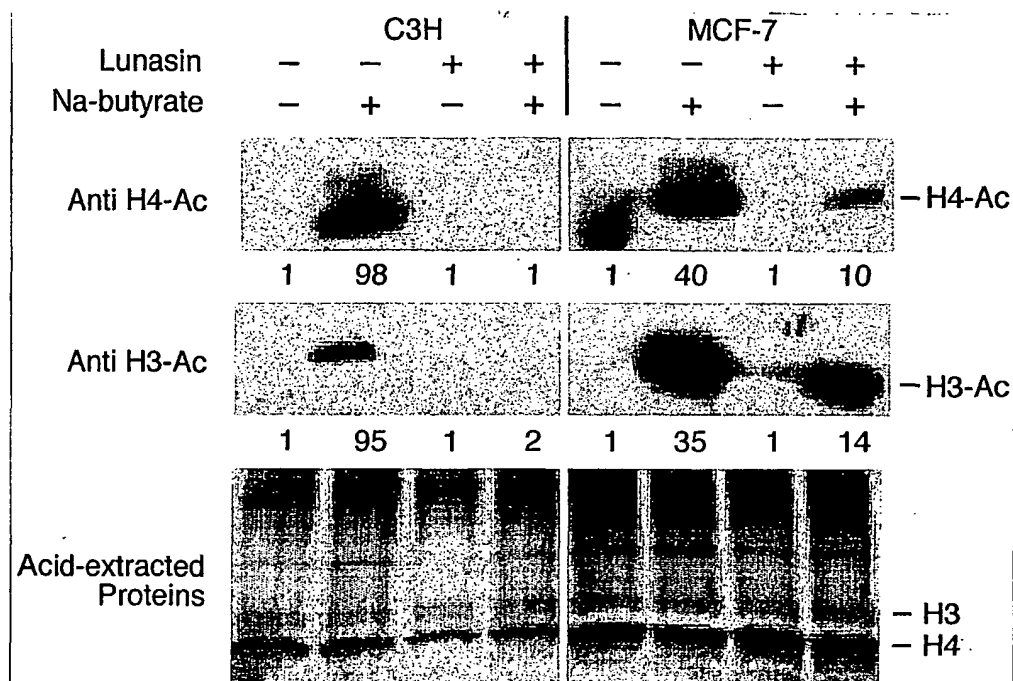 C3H MCF-7
Lunasin − − + + − − + +
Na-butyrate − + − + − + − +
Anti H4-Ac − H4-Ac
1 98 1 1 1 40 1 10
Anti H3-Ac − H3-Ac
1 95 1 2 1 35 1 14
Acid-extracted
Proteins
− H3
− H4